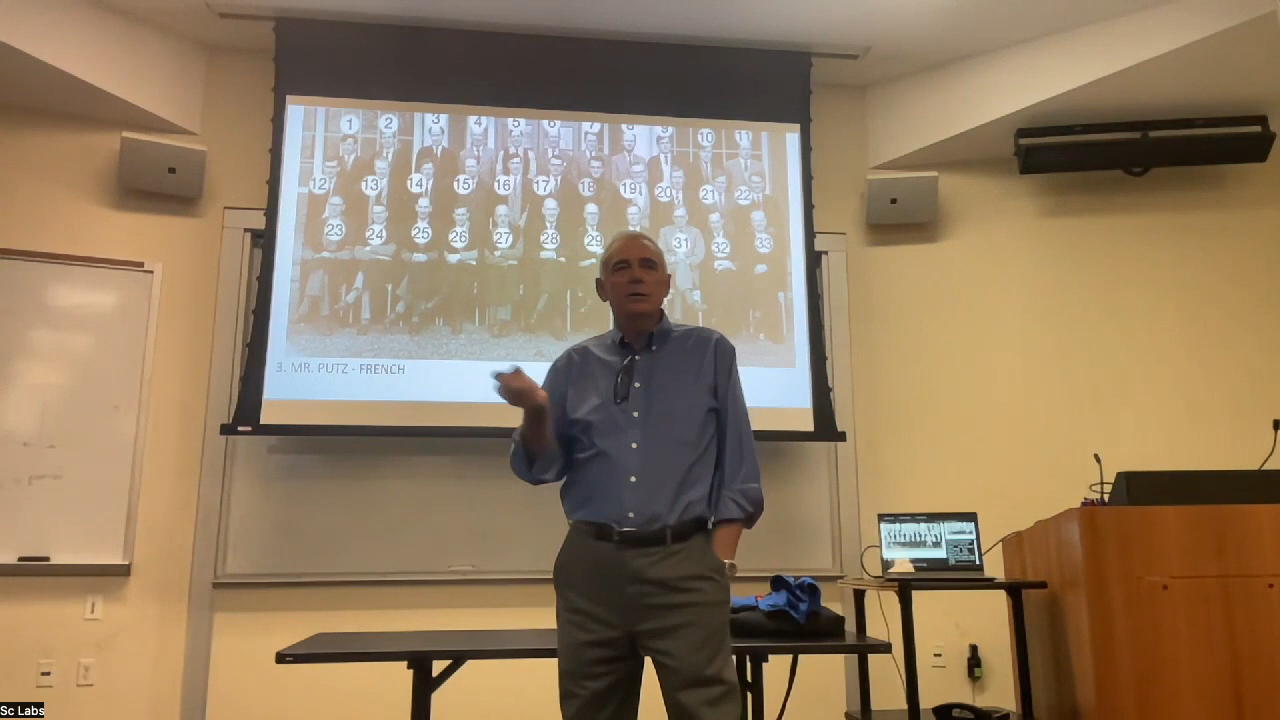 1 2 3 4 5 6 7 8 9 10 11
12 13 14 15 16 17 18 19 20 21 22
23 24 25 26 27 28 29 31 32 33
3. MR. PUTZ - FRENCH
Sc Labs